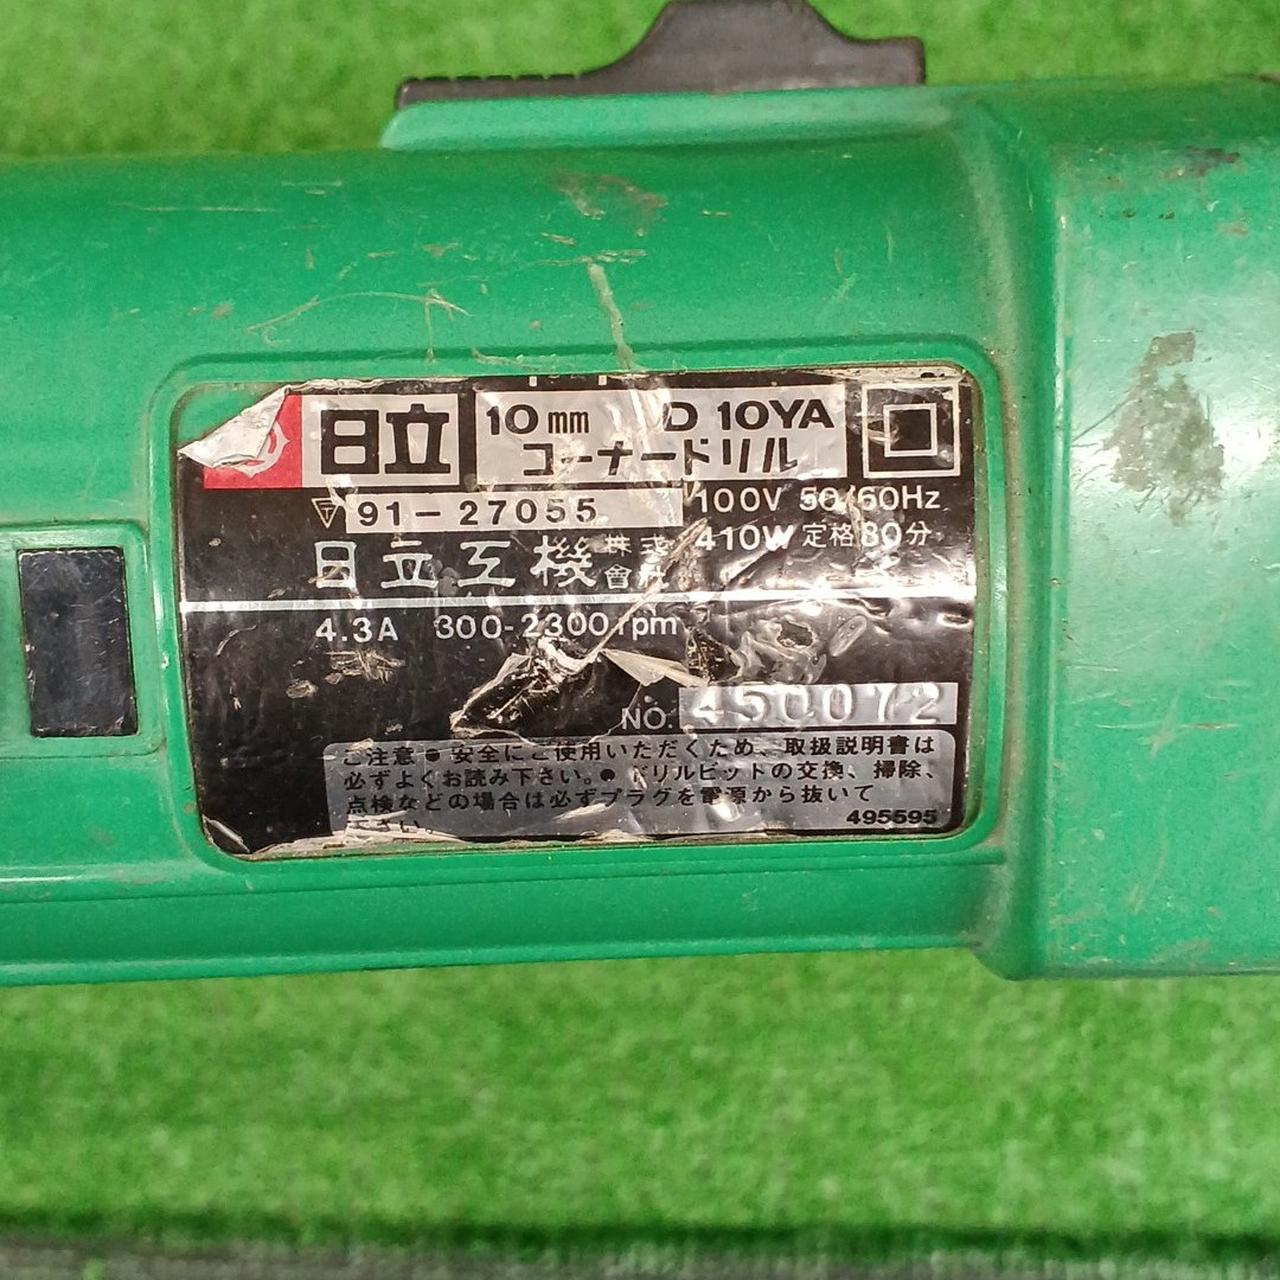 日立
10mm D 10YA
コーナードリル
91-27055
100V 50/60Hz
410W 定格30分
日立工機株式會社
4.3A 300-2300rpm
NO. 450072
ご注意 ● 安全にご使用いただくため、取扱説明書は
必ずよくお読み下さい。● ドリルビットの交換、掃除、
点検などの場合は必ずプラグを電源から抜いて
下さい。
495595